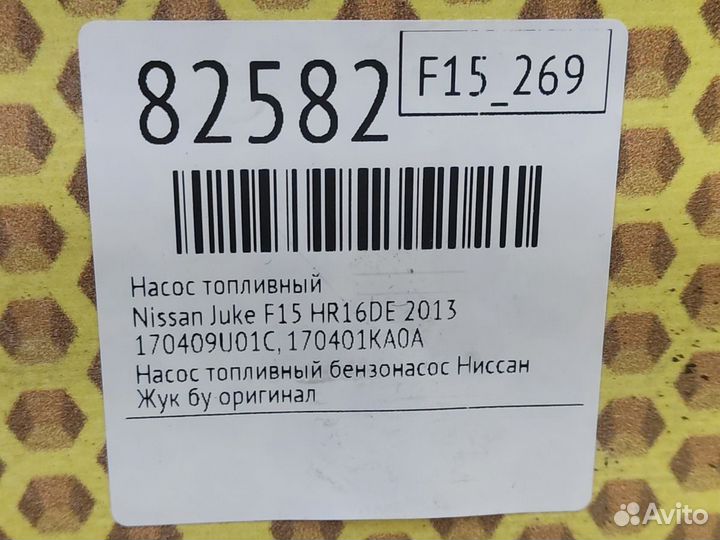 82582
F15_269
Насос топливный
Nissan Juke F15 HR16DE 2013
170409U01C, 170401KA0A
Насос топливный бензонасос Ниссан
Жук бу оригинал
Avito